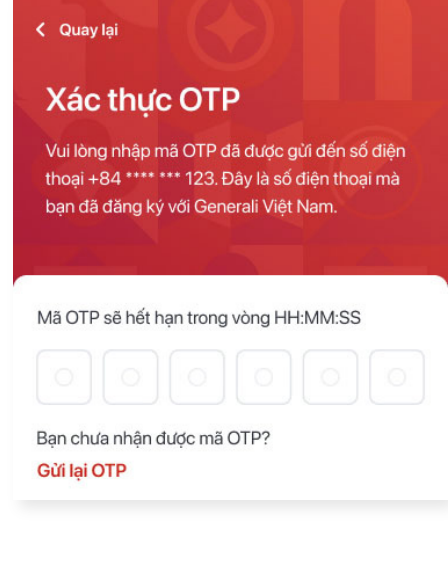 Quay lại
Xác thực OTP
Vui lòng nhập mã OTP đã được gửi đến số điện
thoại +84 **** *** 123. Đây là số điện thoại mà
bạn đã đăng ký với Generali Việt Nam.
Mã OTP sẽ hết hạn trong vòng HH:MM:SS
Bạn chưa nhận được mã OTP?
Gửi lại OTP